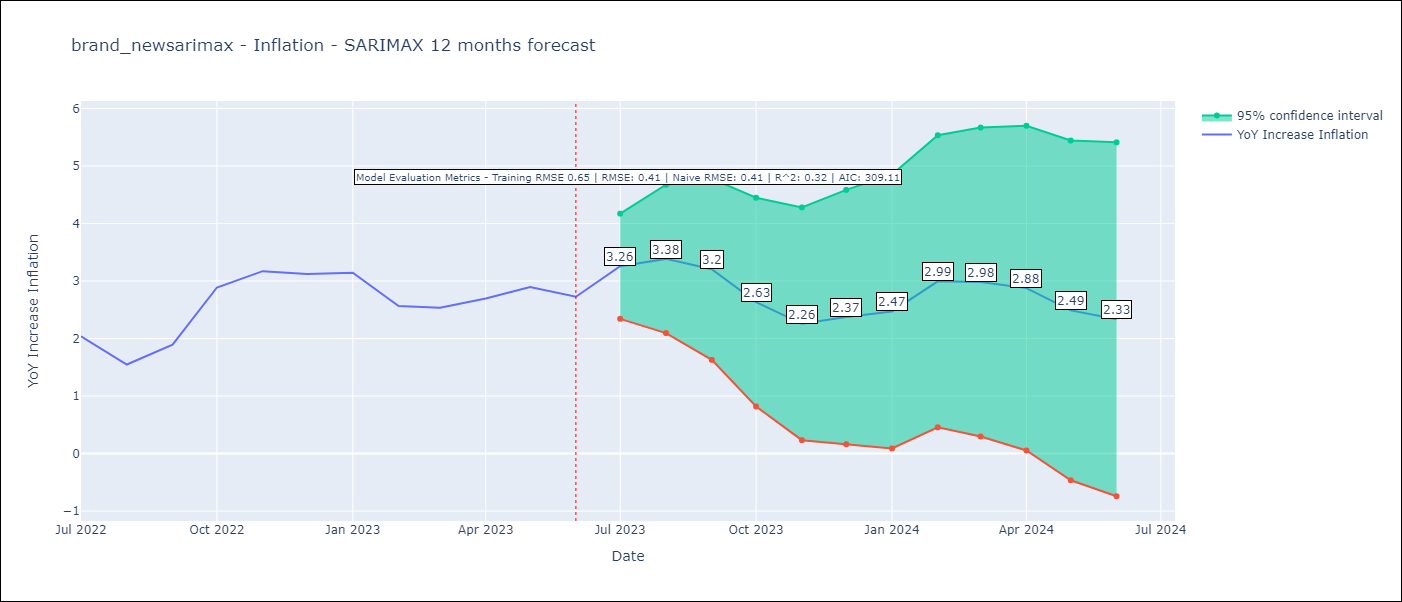 brand_newsarimax - Inflation - SARIMAX 12 months forecast
95% confidence interval
YoY Increase Inflation
6
5
4
3
2
1
0
−1
YoY Increase Inflation
Model Evaluation Metrics - Training RMSE 0.65 | RMSE: 0.41 | Naive RMSE: 0.41 | R^2: 0.32 | AIC: 309.11
3.26
3.38
3.2
2.63
2.26
2.37
2.47
2.99
2.98
2.88
2.49
2.33
Jul 2022
Oct 2022
Jan 2023
Apr 2023
Jul 2023
Oct 2023
Jan 2024
Apr 2024
Jul 2024
Date